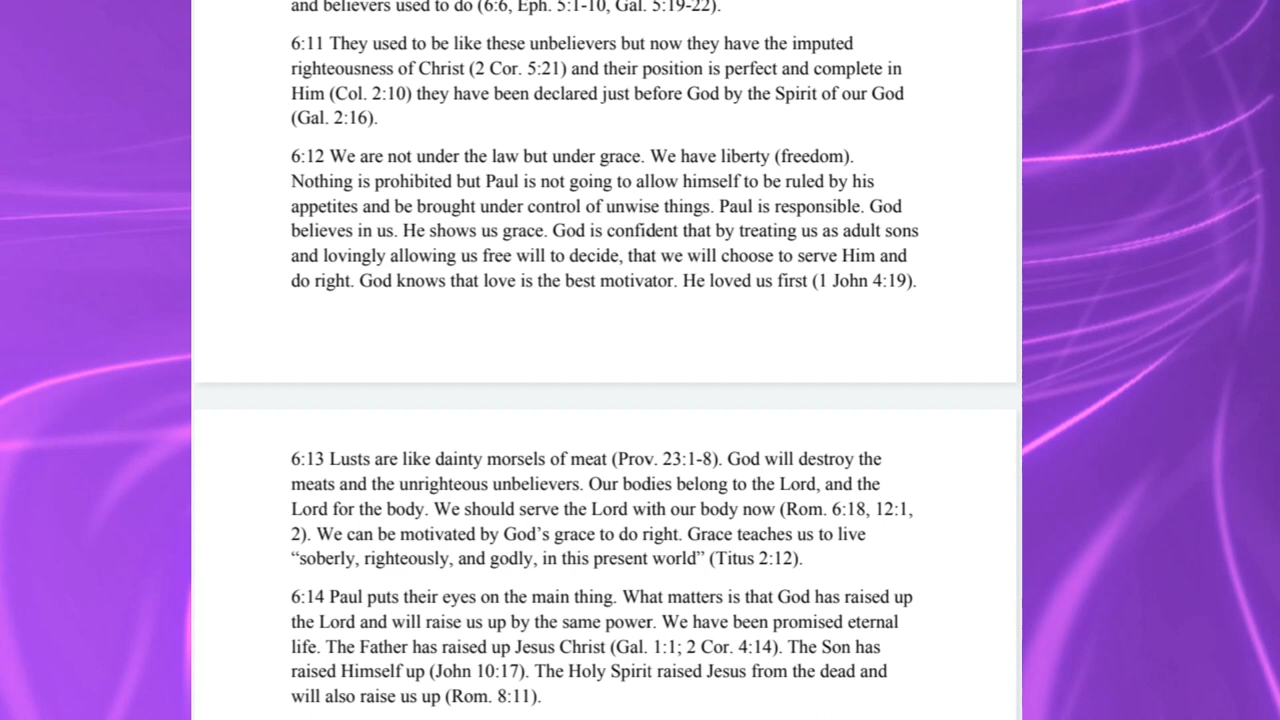 and believers used to do (6:6, Eph. 5:1-10, Gal. 5:19-22).
6:11 They used to be like these unbelievers but now they have the imputed
righteousness of Christ (2 Cor. 5:21) and their position is perfect and complete in
Him (Col. 2:10) they have been declared just before God by the Spirit of our God
(Gal. 2:16).
6:12 We are not under the law but under grace. We have liberty (freedom).
Nothing is prohibited but Paul is not going to allow himself to be ruled by his
appetites and be brought under control of unwise things. Paul is responsible. God
believes in us. He shows us grace. God is confident that by treating us as adult sons
and lovingly allowing us free will to decide, that we will choose to serve Him and
do right. God knows that love is the best motivator. He loved us first (1 John 4:19).
6:13 Lusts are like dainty morsels of meat (Prov. 23:1-8). God will destroy the
meats and the unrighteous unbelievers. Our bodies belong to the Lord, and the
Lord for the body. We should serve the Lord with our body now (Rom. 6:18, 12:1,
2). We can be motivated by God’s grace to do right. Grace teaches us to live
“soberly, righteously, and godly, in this present world” (Titus 2:12).
6:14 Paul puts their eyes on the main thing. What matters is that God has raised up
the Lord and will raise us up by the same power. We have been promised eternal
life. The Father has raised up Jesus Christ (Gal. 1:1; 2 Cor. 4:14). The Son has
raised Himself up (John 10:17). The Holy Spirit raised Jesus from the dead and
will also raise us up (Rom. 8:11).